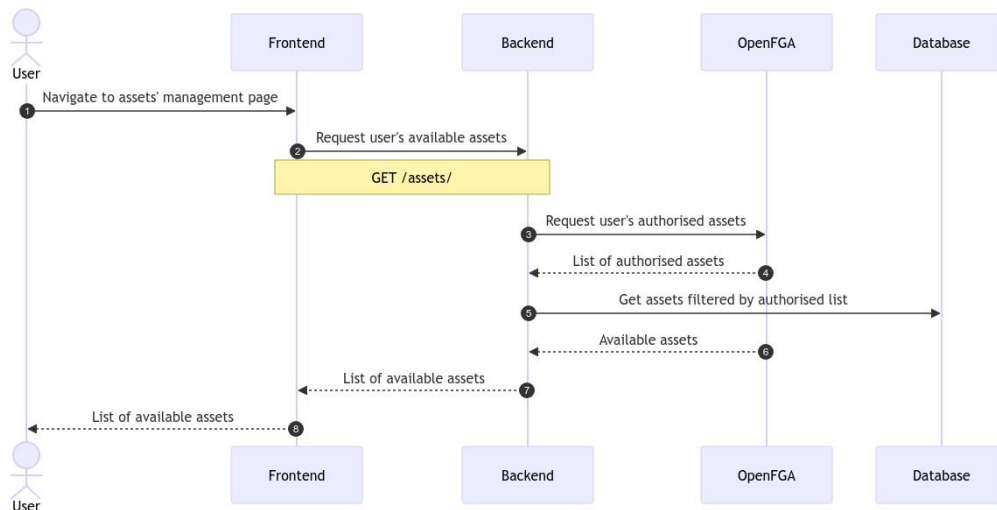 Frontend Backend OpenFGA Database
User
Navigate to assets' management page
1
Request user's available assets
2
GET /assets/
Request user's authorised assets
3
List of authorised assets
4
Get assets filtered by authorised list
5
Available assets
6
List of available assets
7
List of available assets
8
Frontend Backend OpenFGA Database
User